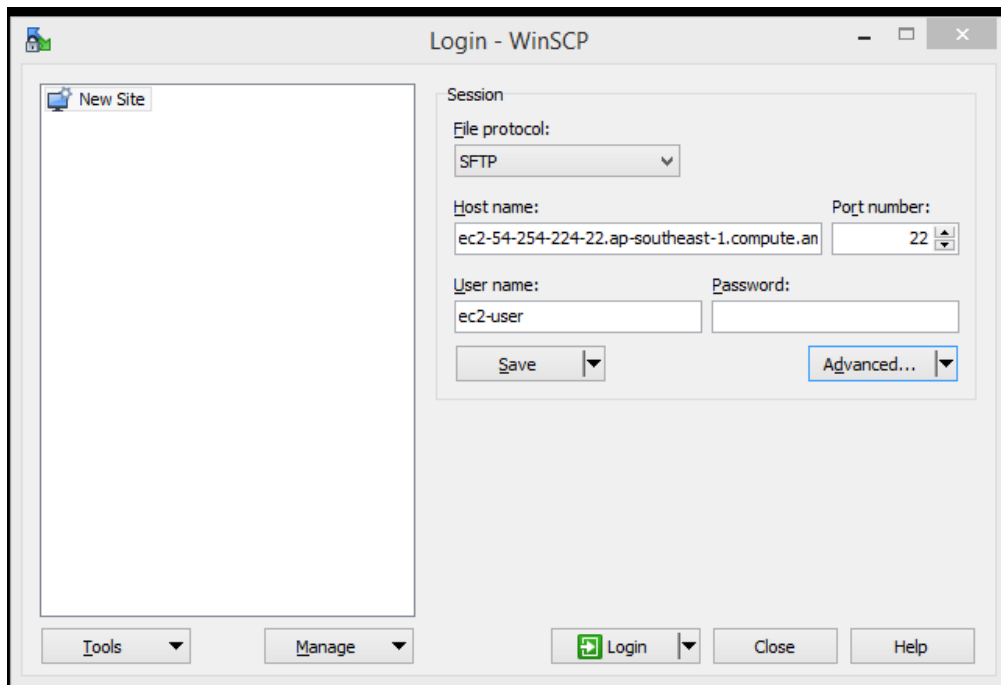 Login - WinSCP
New Site
Session
File protocol:
SFTP
Host name: Port number:
ec2-54-254-224-22.ap-southeast-1.compute.am 22
User name: Password:
ec2-user
Save Advanced...
Tools Manage Login Close Help